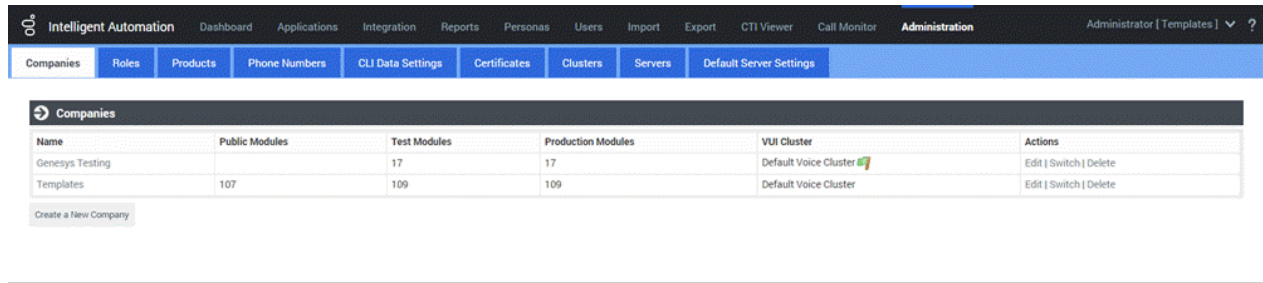 Intelligent Automation Dashboard Applications Integration Reports Personas Users Import Export CTI Viewer Call Monitor Administration Administrator [ Templates ] ?
Companies Roles Products Phone Numbers CLI Data Settings Certificates Clusters Servers Default Server Settings
Companies
Name Public Modules Test Modules Production Modules VUI Cluster Actions
Genesys Testing 17 17 Default Voice Cluster Edit | Switch | Delete
Templates 107 109 109 Default Voice Cluster Edit | Switch | Delete
Create a New Company